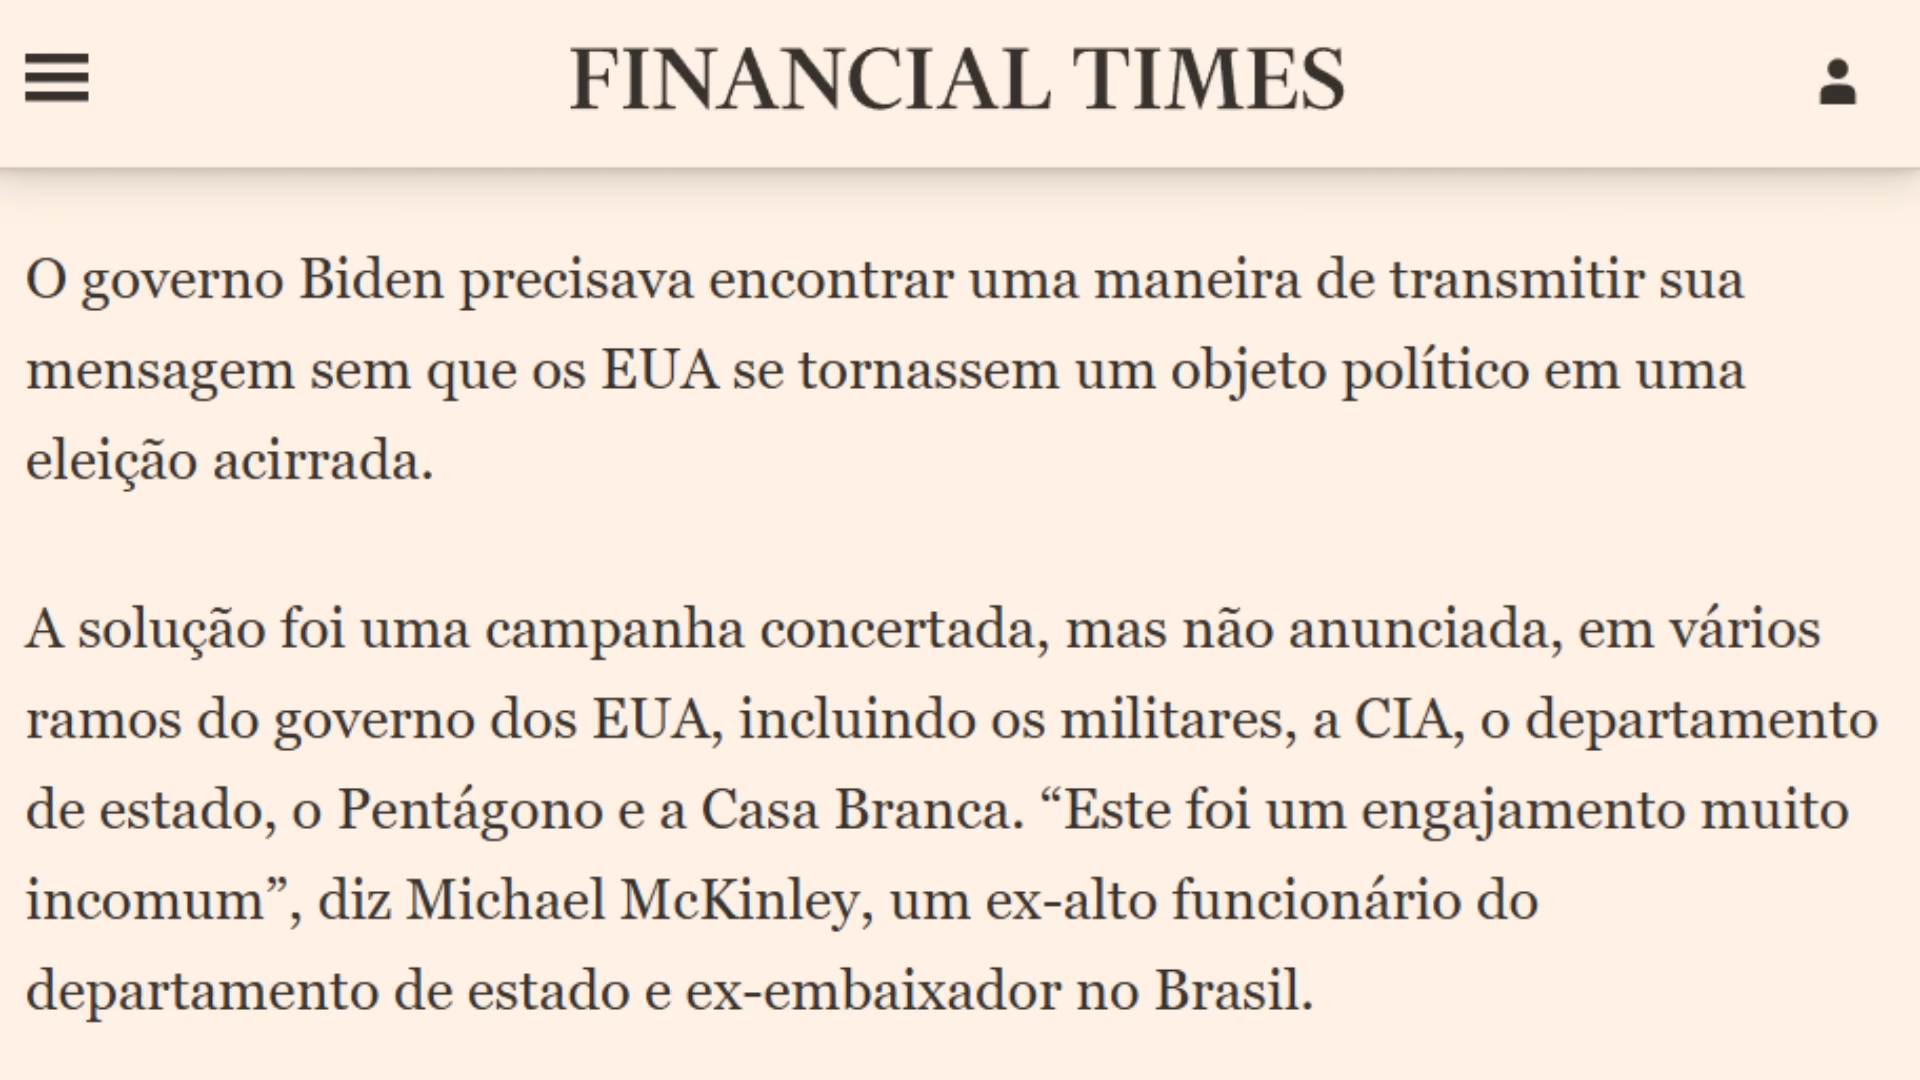 FINANCIAL TIMES
O governo Biden precisava encontrar uma maneira de transmitir sua
mensagem sem que os EUA se tornassem um objeto político em uma
eleição acirrada.
A solução foi uma campanha concertada, mas não anunciada, em vários
ramos do governo dos EUA, incluindo os militares, a CIA, o departamento
de estado, o Pentágono e a Casa Branca. “Este foi um engajamento muito
incomum”, diz Michael McKinley, um ex-alto funcionário do
departamento de estado e ex-embaixador no Brasil.